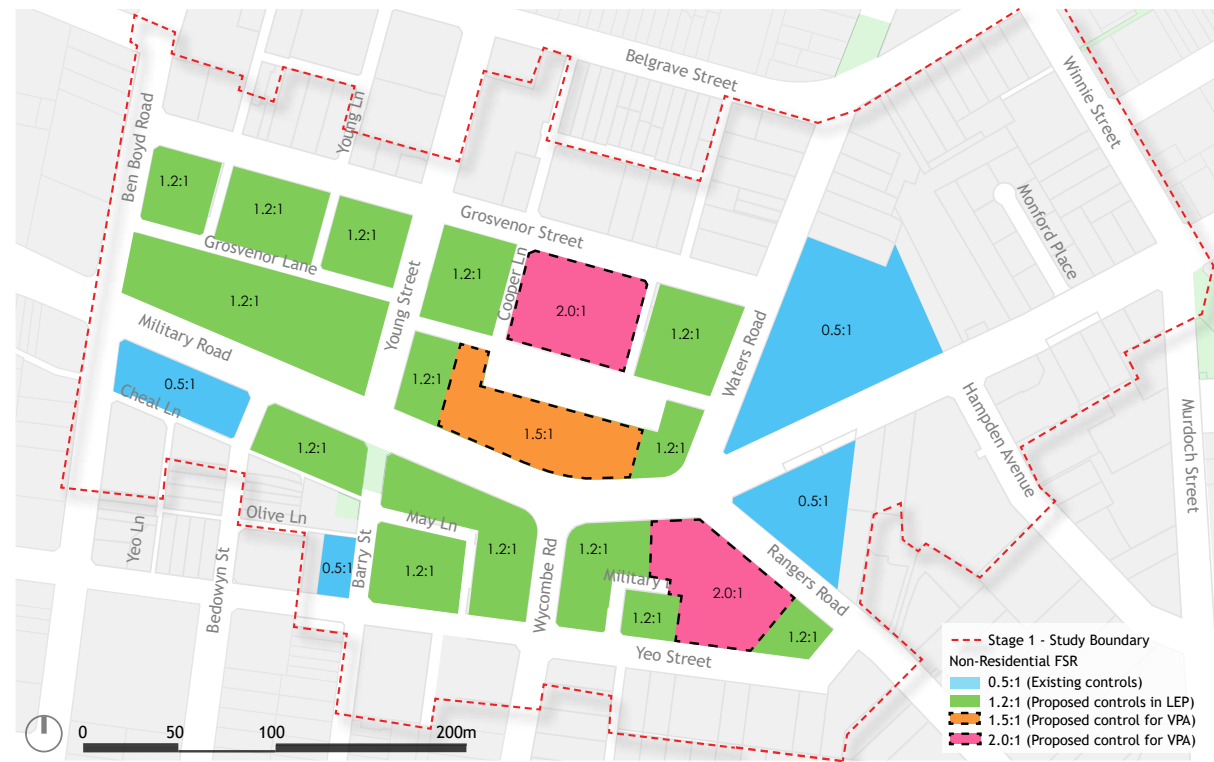 Belgrave Street
Winnie Street
Young Ln
Ben Boyd Road
1.2:1
1.2:1
1.2:1
Grosvenor Street
Monford Place
Grosvenor Lane
1.2:1
Cooper Ln
2.0:1
1.2:1
Young Street
1.2:1
Waters Road
0.5:1
Military Road
0.5:1
Cheal Ln
1.2:1
1.5:1
1.2:1
1.2:1
Hampden Avenue
Murdoch Street
0.5:1
Olive Ln
May Ln
Yeo Ln
Bedowyn St
0.5:1
Barry St
1.2:1
1.2:1
Wycombe Rd
1.2:1
Military
2.0:1
Rangers Road
1.2:1
1.2:1
Yeo Street
Stage 1 - Study Boundary
Non-Residential FSR
0.5:1 (Existing controls)
1.2:1 (Proposed controls in LEP)
1.5:1 (Proposed control for VPA)
2.0:1 (Proposed control for VPA)
0 50 100 200m